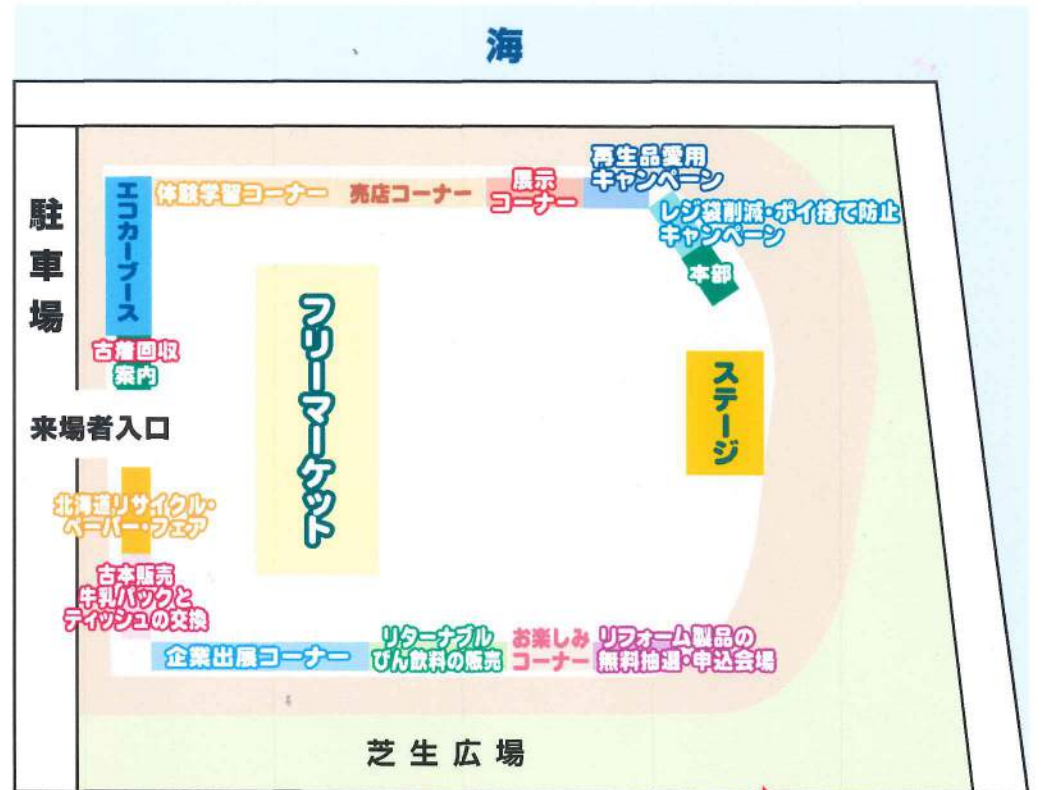 海
駐車場
エコカーブース
体験学習コーナー
売店コーナー
展示
コーナー
再生品愛用
キャンペーン
レジ袋削減・ポイ捨て防止
キャンペーン
本部
古着回収
案内
来場者入口
フリーマーケット
ステージ
北海道リサイクル・
ペーパー・フェア
古本販売
牛乳パックと
ティッシュの交換
企業出展コーナー
リターナブル
びん飲料の販売
お楽しみ
コーナー
リフォーム製品の
無料抽選・申込会場
芝生広場